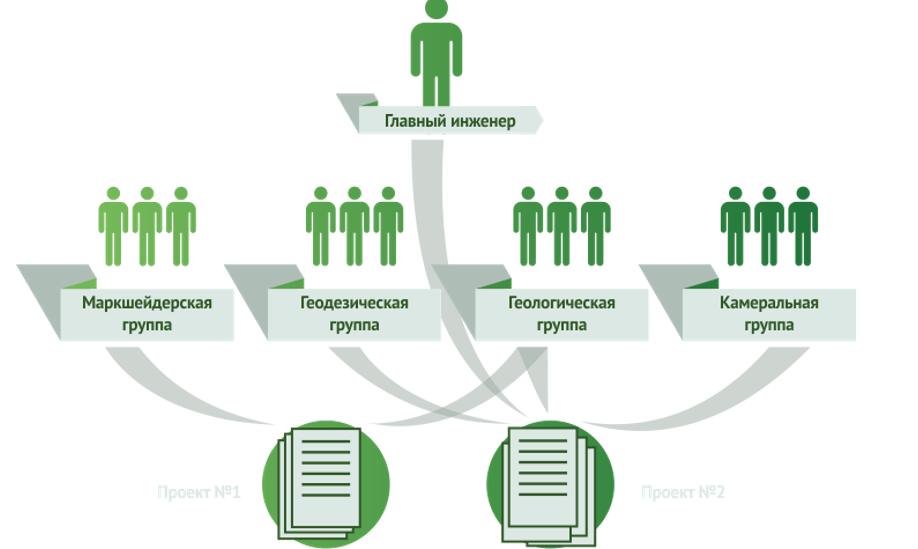 Главный инженер
Маркшейдерская
группа
Геодезическая
группа
Геологическая
группа
Камеральная
группа
Проект №1
Проект №2